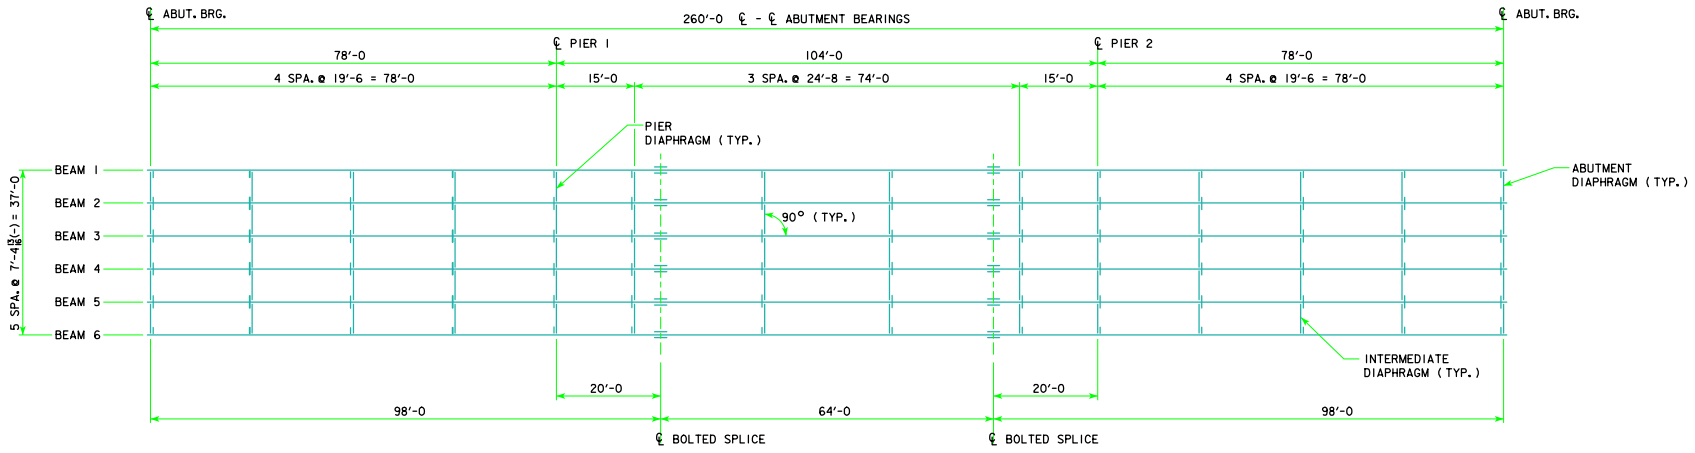 ℄ ABUT. BRG.
260'-0 ℄ - ℄ ABUTMENT BEARINGS
℄ ABUT. BRG.
℄ PIER 1
℄ PIER 2
78'-0
104'-0
78'-0
4 SPA. @ 19'-6 = 78'-0
15'-0
3 SPA. @ 24'-8 = 74'-0
15'-0
4 SPA. @ 19'-6 = 78'-0
PIER
DIAPHRAGM (TYP.)
BEAM 1
BEAM 2
BEAM 3
BEAM 4
BEAM 5
BEAM 6
5 SPA. @ 7'-4 13/16(-) = 37'-0
90° (TYP.)
ABUTMENT
DIAPHRAGM (TYP.)
INTERMEDIATE
DIAPHRAGM (TYP.)
20'-0
20'-0
98'-0
64'-0
98'-0
℄ BOLTED SPLICE
℄ BOLTED SPLICE